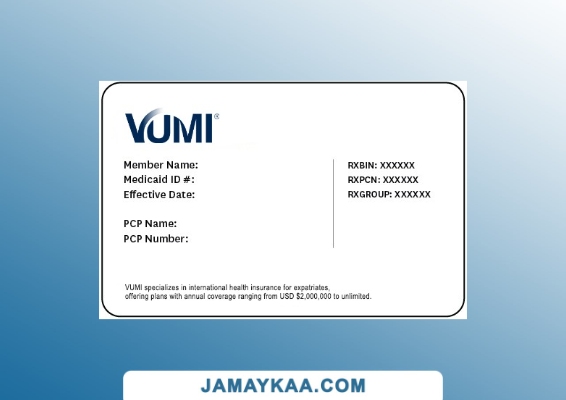 VUMI®
Member Name:
Medicaid ID #:
Effective Date:
PCP Name:
PCP Number:
RXBIN: XXXXXX
RXPCN: XXXXXX
RXGROUP: XXXXXX
VUMI specializes in international health insurance for expatriates,
offering plans with annual coverage ranging from USD $2,000,000 to unlimited.
JAMAYKAA.COM